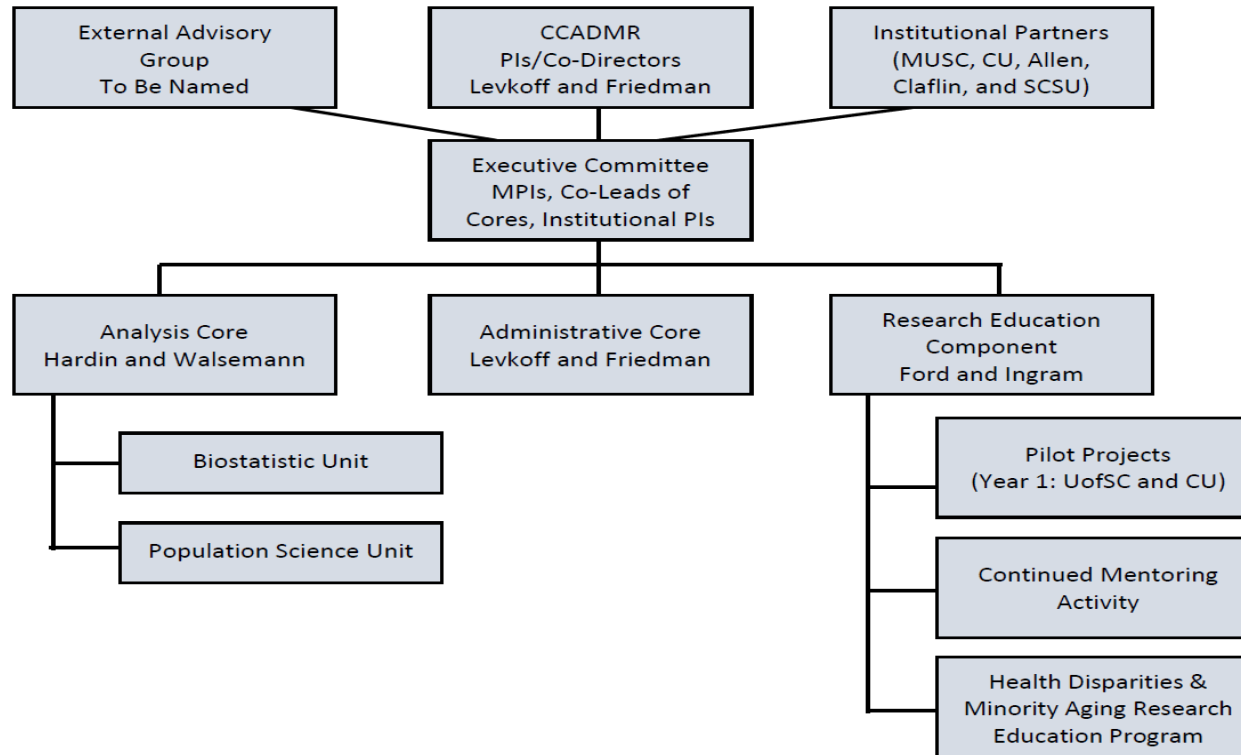 External Advisory
Group
To Be Named
CCADMR
PIs/Co-Directors
Levkoff and Friedman
Institutional Partners
(MUSC, CU, Allen,
Claflin, and SCSU)
Executive Committee
MPIs, Co-Leads of
Cores, Institutional PIs
Analysis Core
Hardin and Walsemann
Administrative Core
Levkoff and Friedman
Research Education
Component
Ford and Ingram
Biostatistic Unit
Population Science Unit
Pilot Projects
(Year 1: UofSC and CU)
Continued Mentoring
Activity
Health Disparities &
Minority Aging Research
Education Program